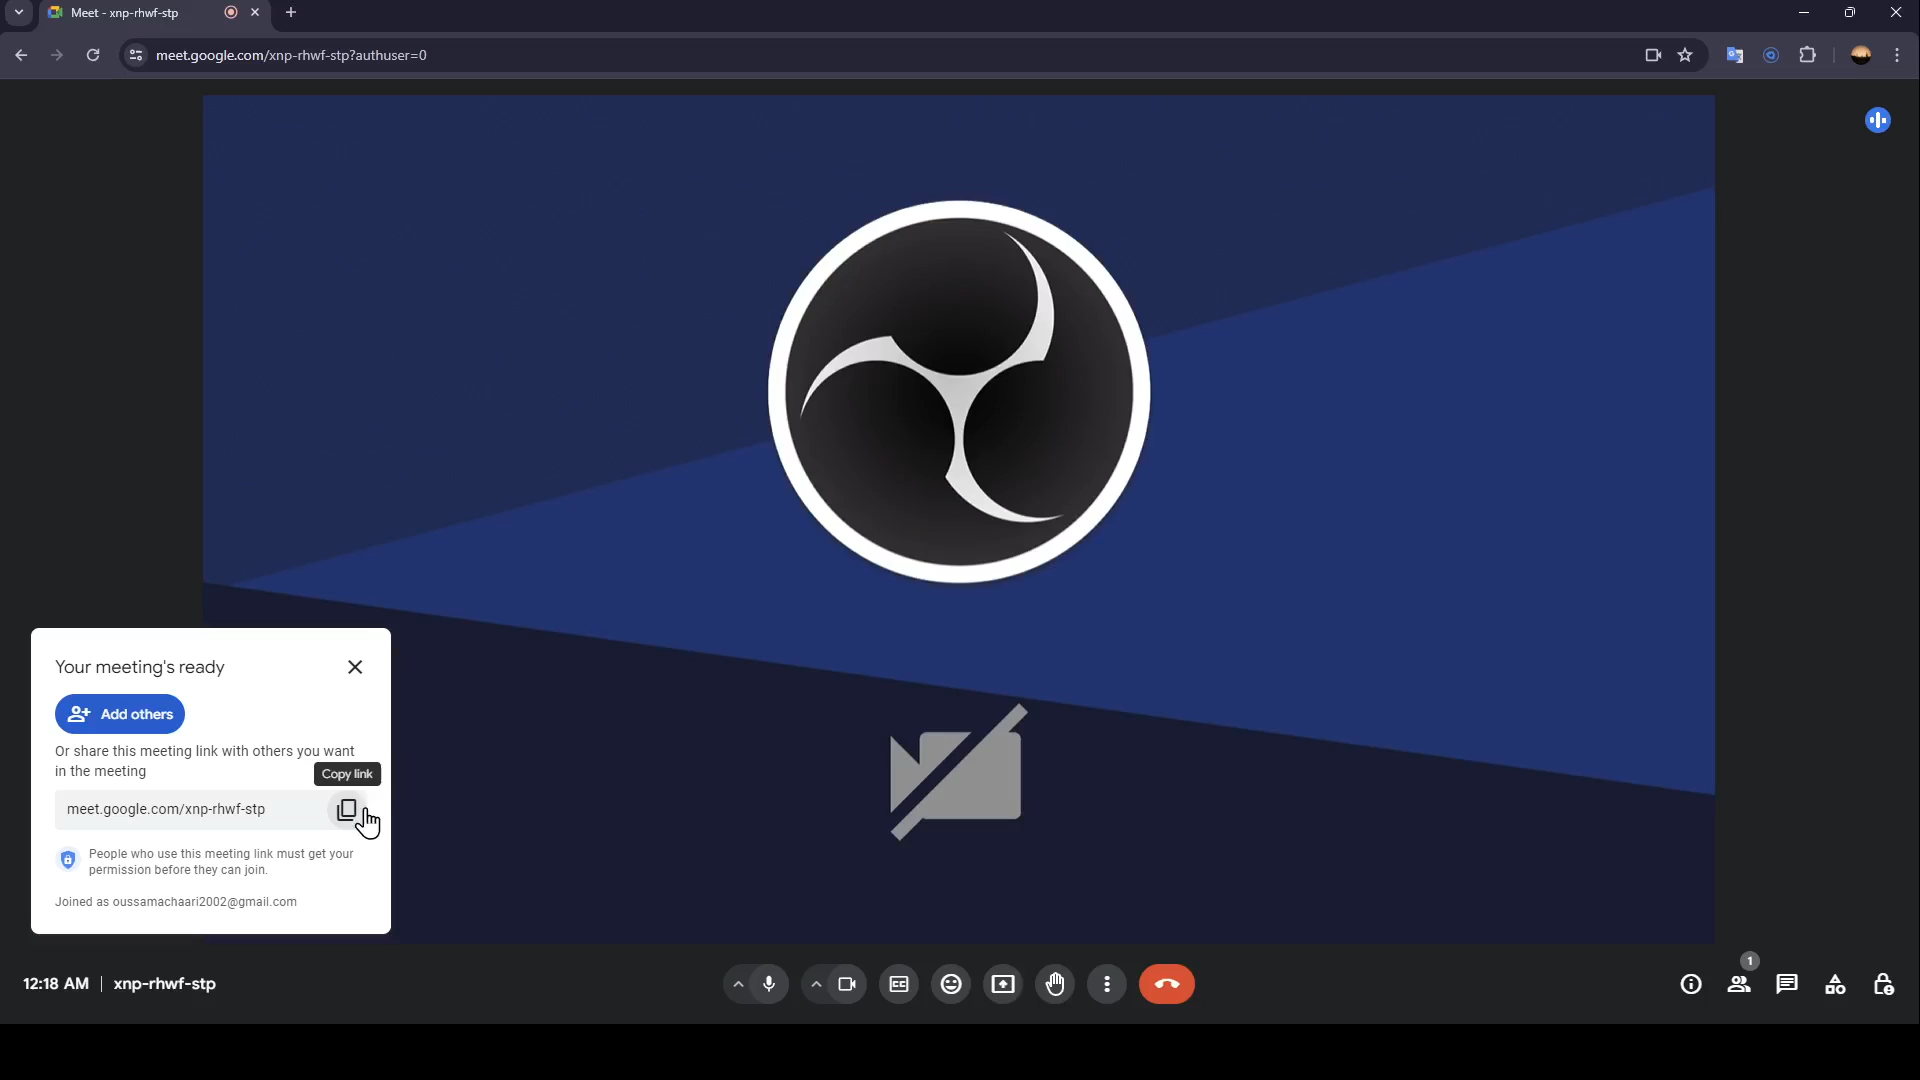 Meet - xnp-rhwf-stp
meet.google.com/xnp-rhwf-stp?authuser=0
Your meeting's ready
Add others
Or share this meeting link with others you want
in the meeting
Copy link
meet.google.com/xnp-rhwf-stp
People who use this meeting link must get your
permission before they can join.
Joined as oussamachaari2002@gmail.com
12:18 AM | xnp-rhwf-stp
CC
1